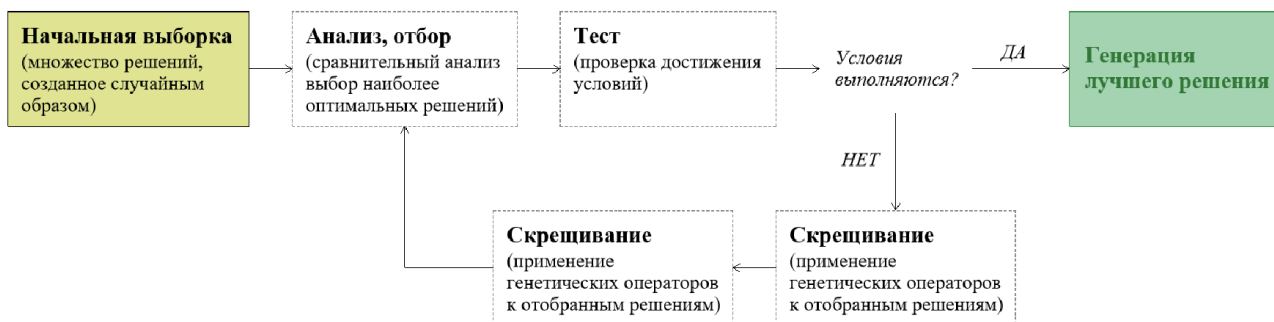 Начальная выборка
(множество решений,
созданное случайным
образом)
Анализ, отбор
(сравнительный анализ
выбор наиболее
оптимальных решений)
Тест
(проверка достижения
условий)
Условия
выполняются?
ДА
Генерация
лучшего решения
НЕТ
Скрещивание
(применение
генетических операторов
к отобранным решениям)
Скрещивание
(применение
генетических операторов
к отобранным решениям)